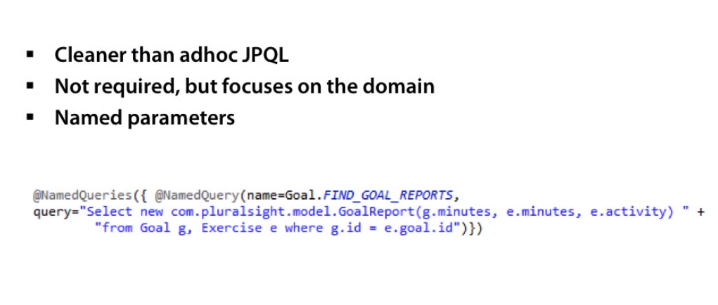 ▪ Cleaner than adhoc JPQL
▪ Not required, but focuses on the domain
▪ Named parameters
@NamedQueries({ @NamedQuery(name=Goal.FIND_GOAL_REPORTS,
query="Select new com.pluralsight.model.GoalReport(g.minutes, e.minutes, e.activity) " +
"from Goal g, Exercise e where g.id = e.goal.id")})